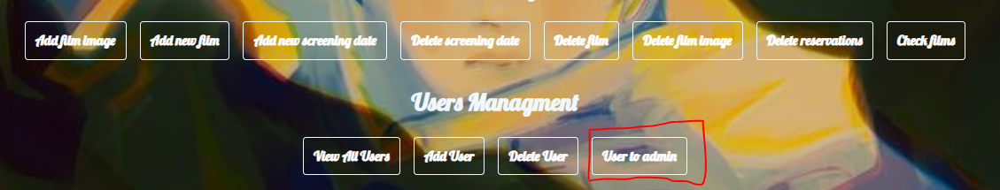 Add film image Add new film Add new screening date Delete screening date Delete film Delete film image Delete reservations Check films
Users Managment
View All Users Add User Delete User User to admin